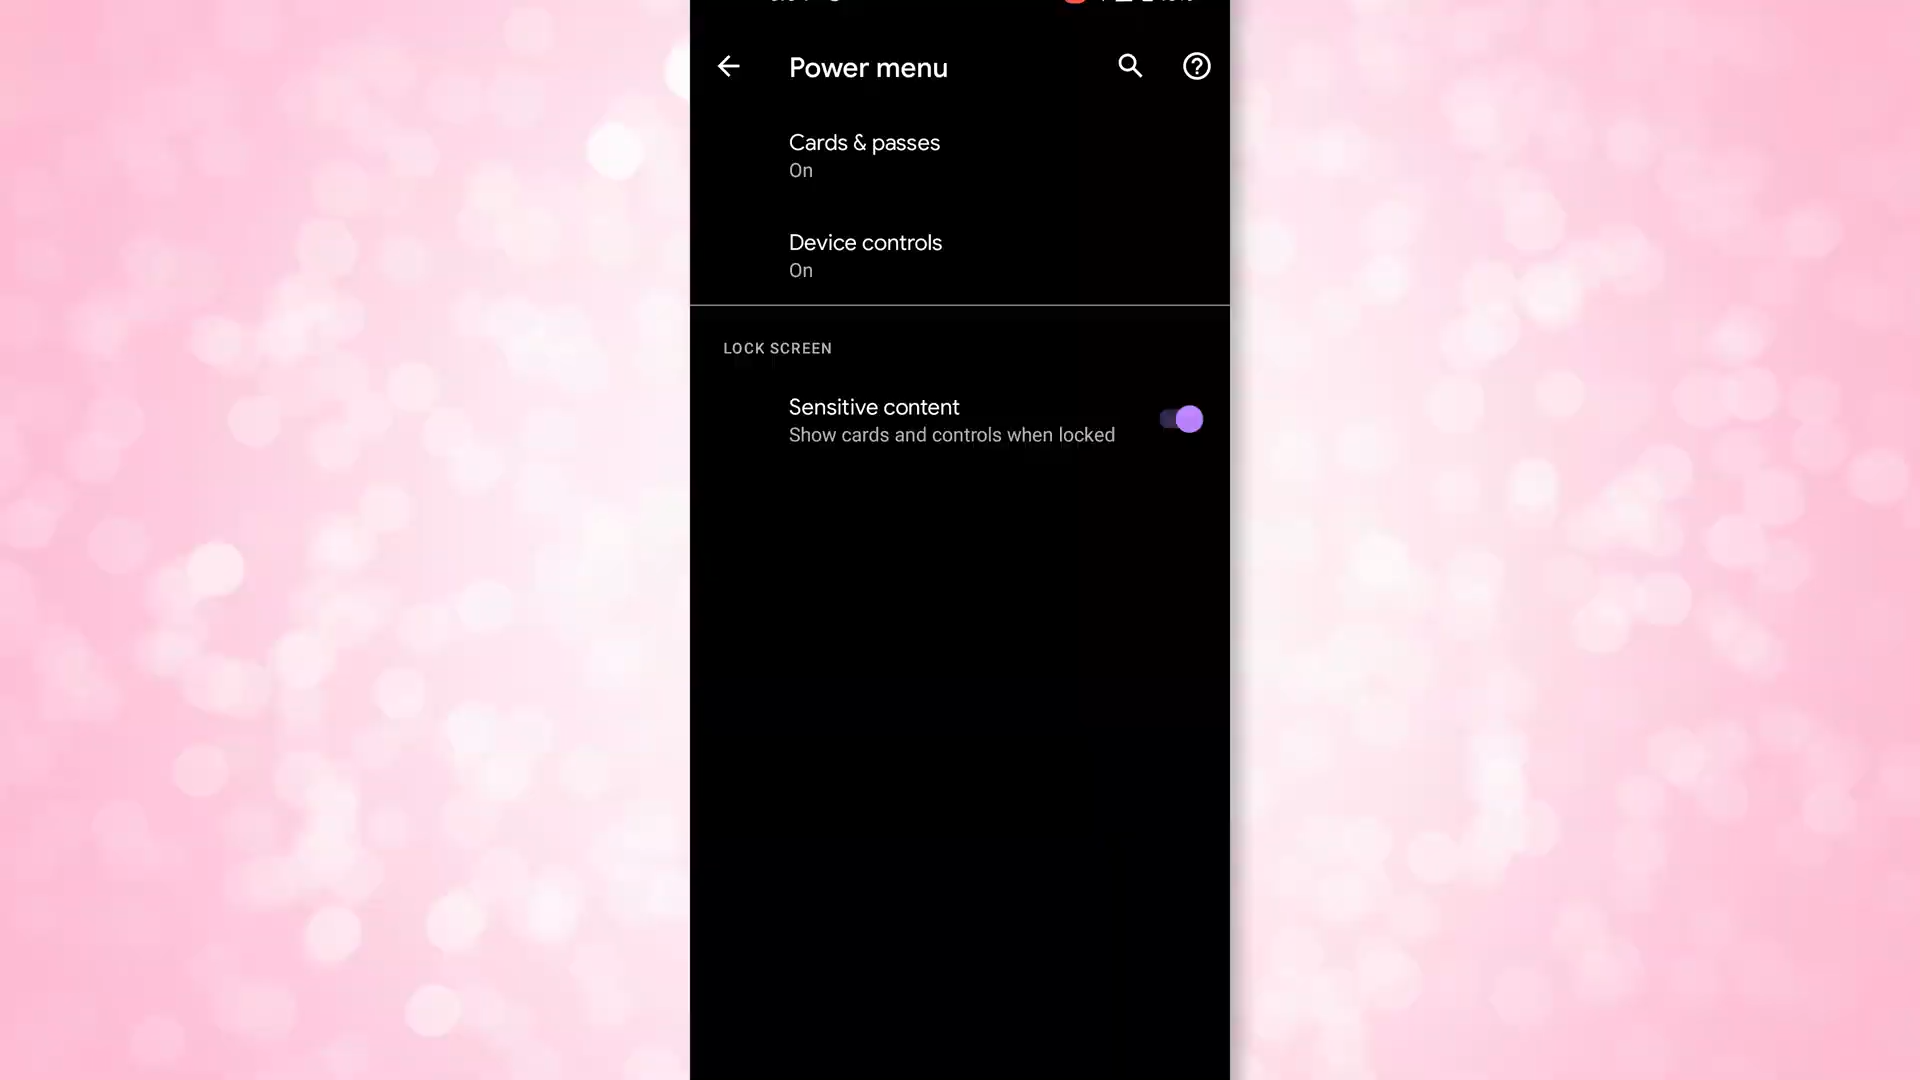 Power menu
Cards & passes
On
Device controls
On
LOCK SCREEN
Sensitive content
Show cards and controls when locked